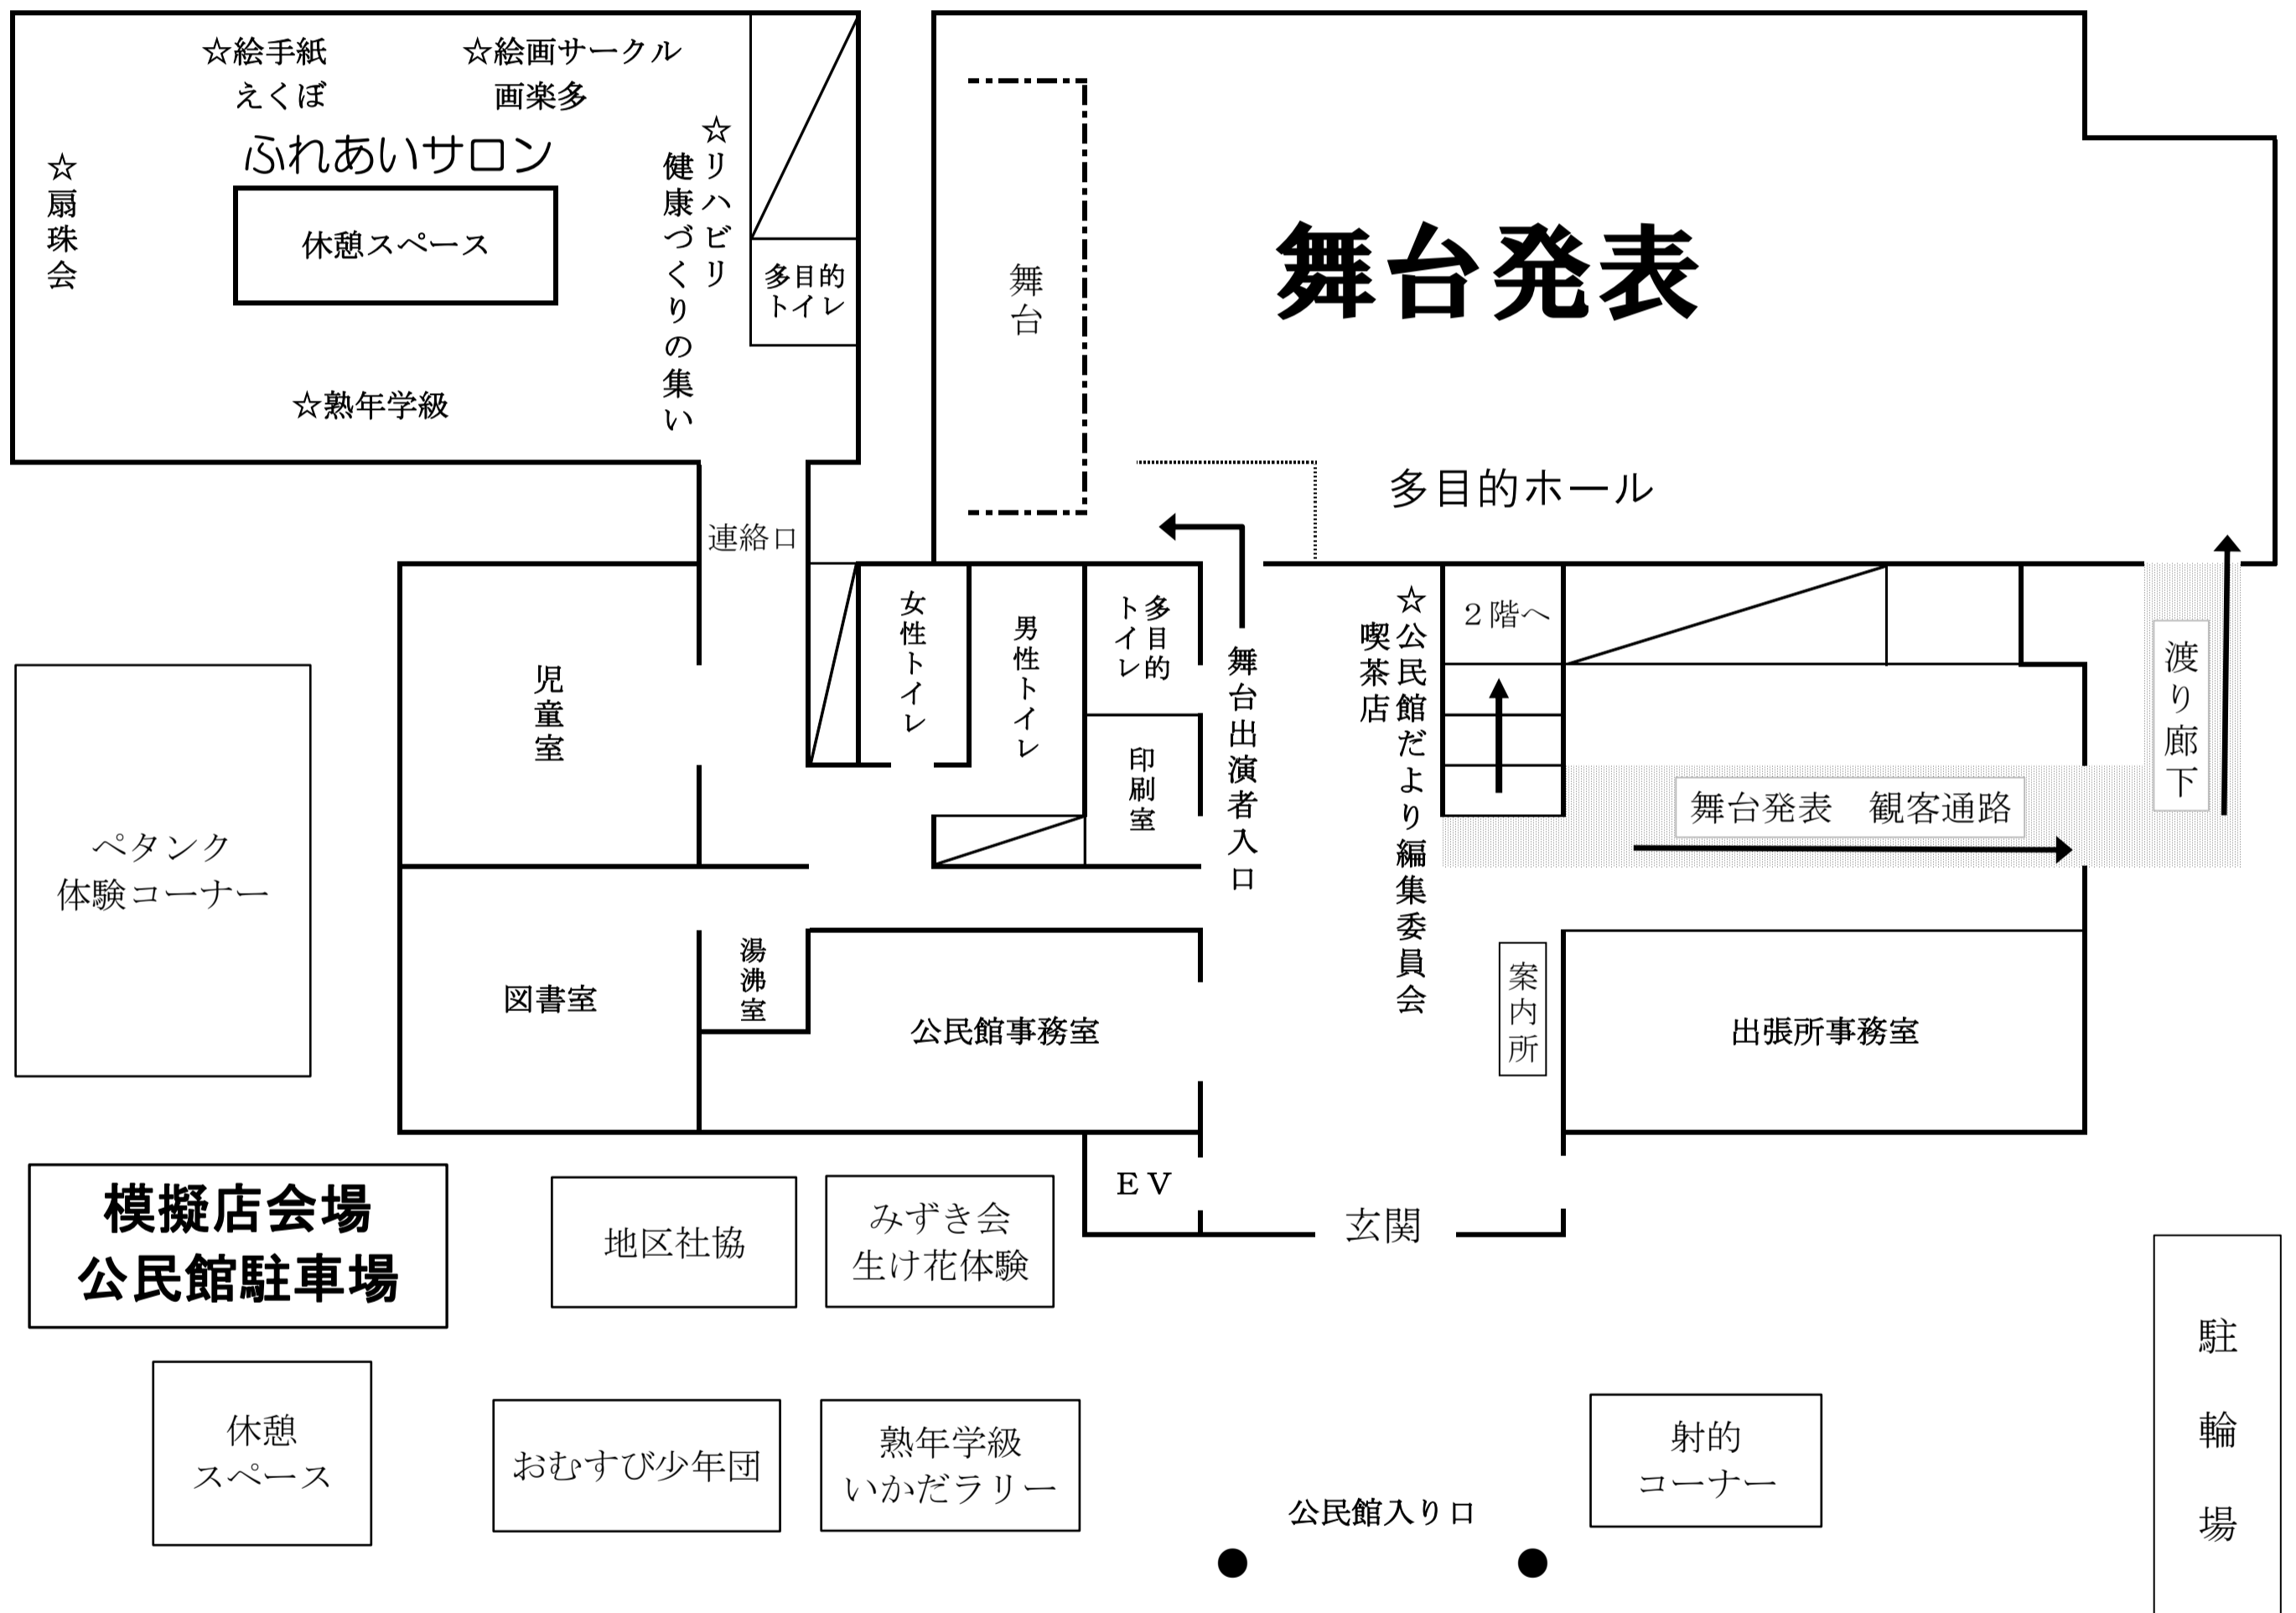 ☆絵手紙
えくぼ
☆絵画サークル
画楽多
ふれあいサロン
休憩スペース
☆扇珠会
☆リハビリ
健康づくりの集い
☆熟年学級
多目的
トイレ
舞台
舞台発表
多目的ホール
連絡口
児童室
女性トイレ
男性トイレ
多目的
トイレ
印刷室
舞台出演者入口
☆公民館だより編集委員会
喫茶店
２階へ
舞台発表　観客通路
渡り廊下
ペタンク
体験コーナー
図書室
湯沸室
公民館事務室
案内所
出張所事務室
ＥＶ
玄関
模擬店会場
公民館駐車場
地区社協
みずき会
生け花体験
休憩
スペース
おむすび少年団
熟年学級
いかだラリー
公民館入り口
射的
コーナー
駐輪場